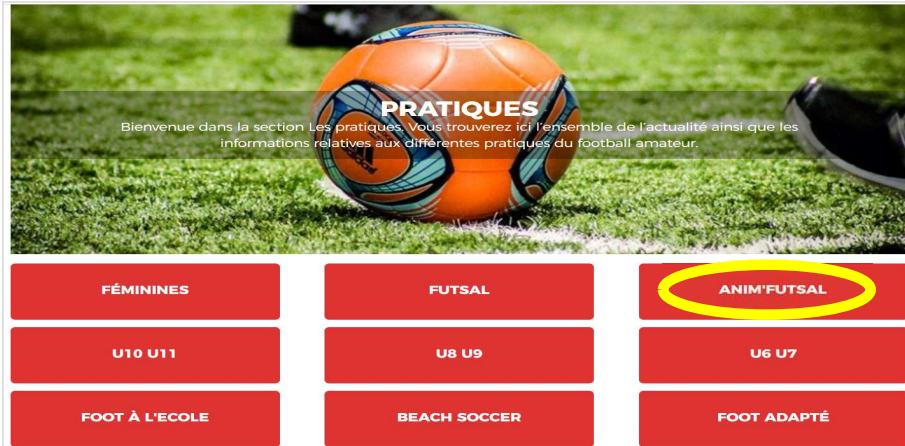 PRATIQUES
Bienvenue dans la section Les pratiques. Vous trouverez ici l'ensemble de l'actualité ainsi que les
informations relatives aux différentes pratiques du football amateur.
adidas
FÉMININES
FUTSAL
ANIM'FUTSAL
U10 U11
U8 U9
U6 U7
FOOT À L'ECOLE
BEACH SOCCER
FOOT ADAPTÉ